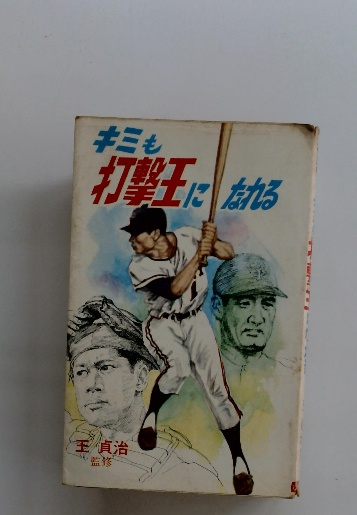 キミも
打撃王に なれる
王 貞治
監修